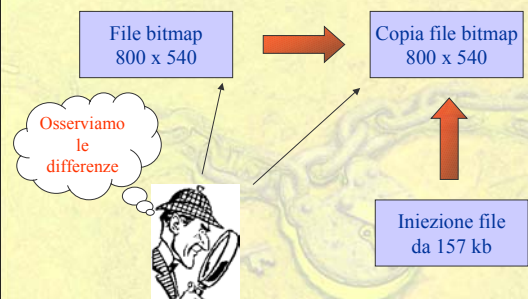 File bitmap
800 x 540
Copia file bitmap
800 x 540
Osserviamo
le
differenze
Iniezione file
da 157 kb